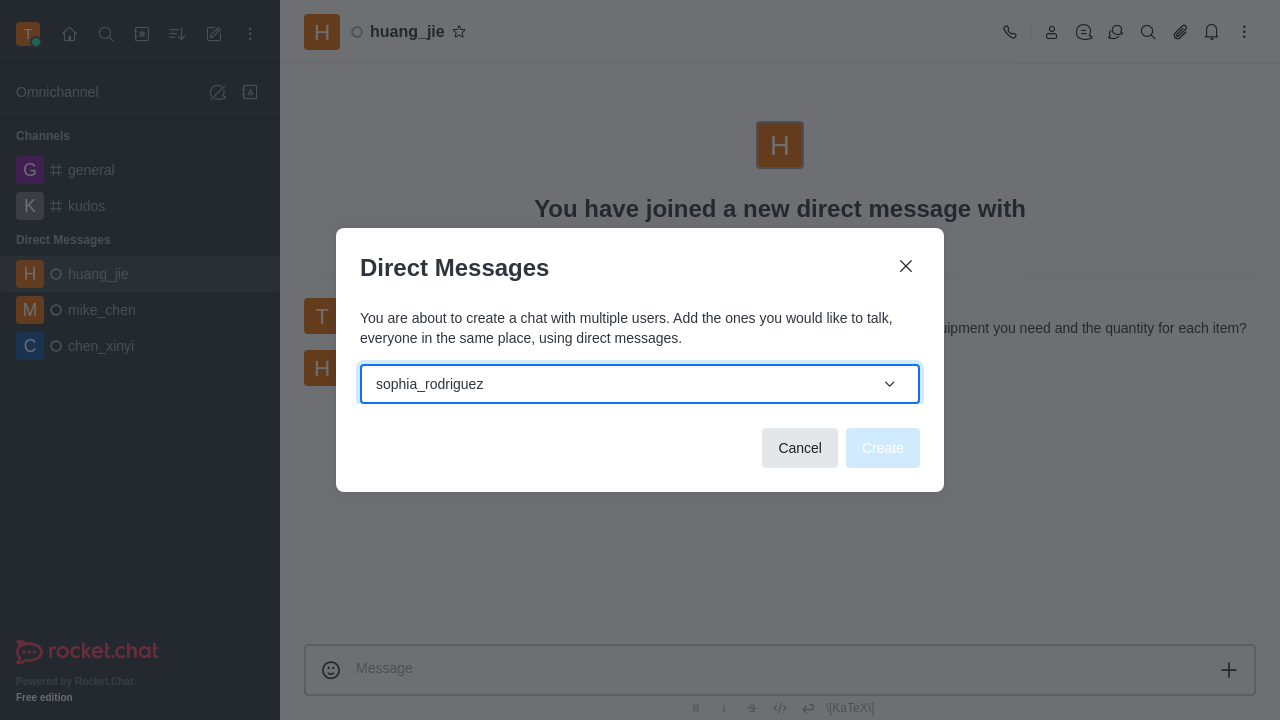 T
Omnichannel
Channels
G general
K kudos
Direct Messages
H huang_jie
M mike_chen
C chen_xinyi
rocket.chat
Powered by Rocket.Chat
Free edition
H huang_jie
H
You have joined a new direct message with
T
uipment you need and the quantity for each item?
H
Direct Messages
You are about to create a chat with multiple users. Add the ones you would like to talk,
everyone in the same place, using direct messages.
sophia_rodriguez
Cancel Create
Message
B i S </> \[KaTeX\]